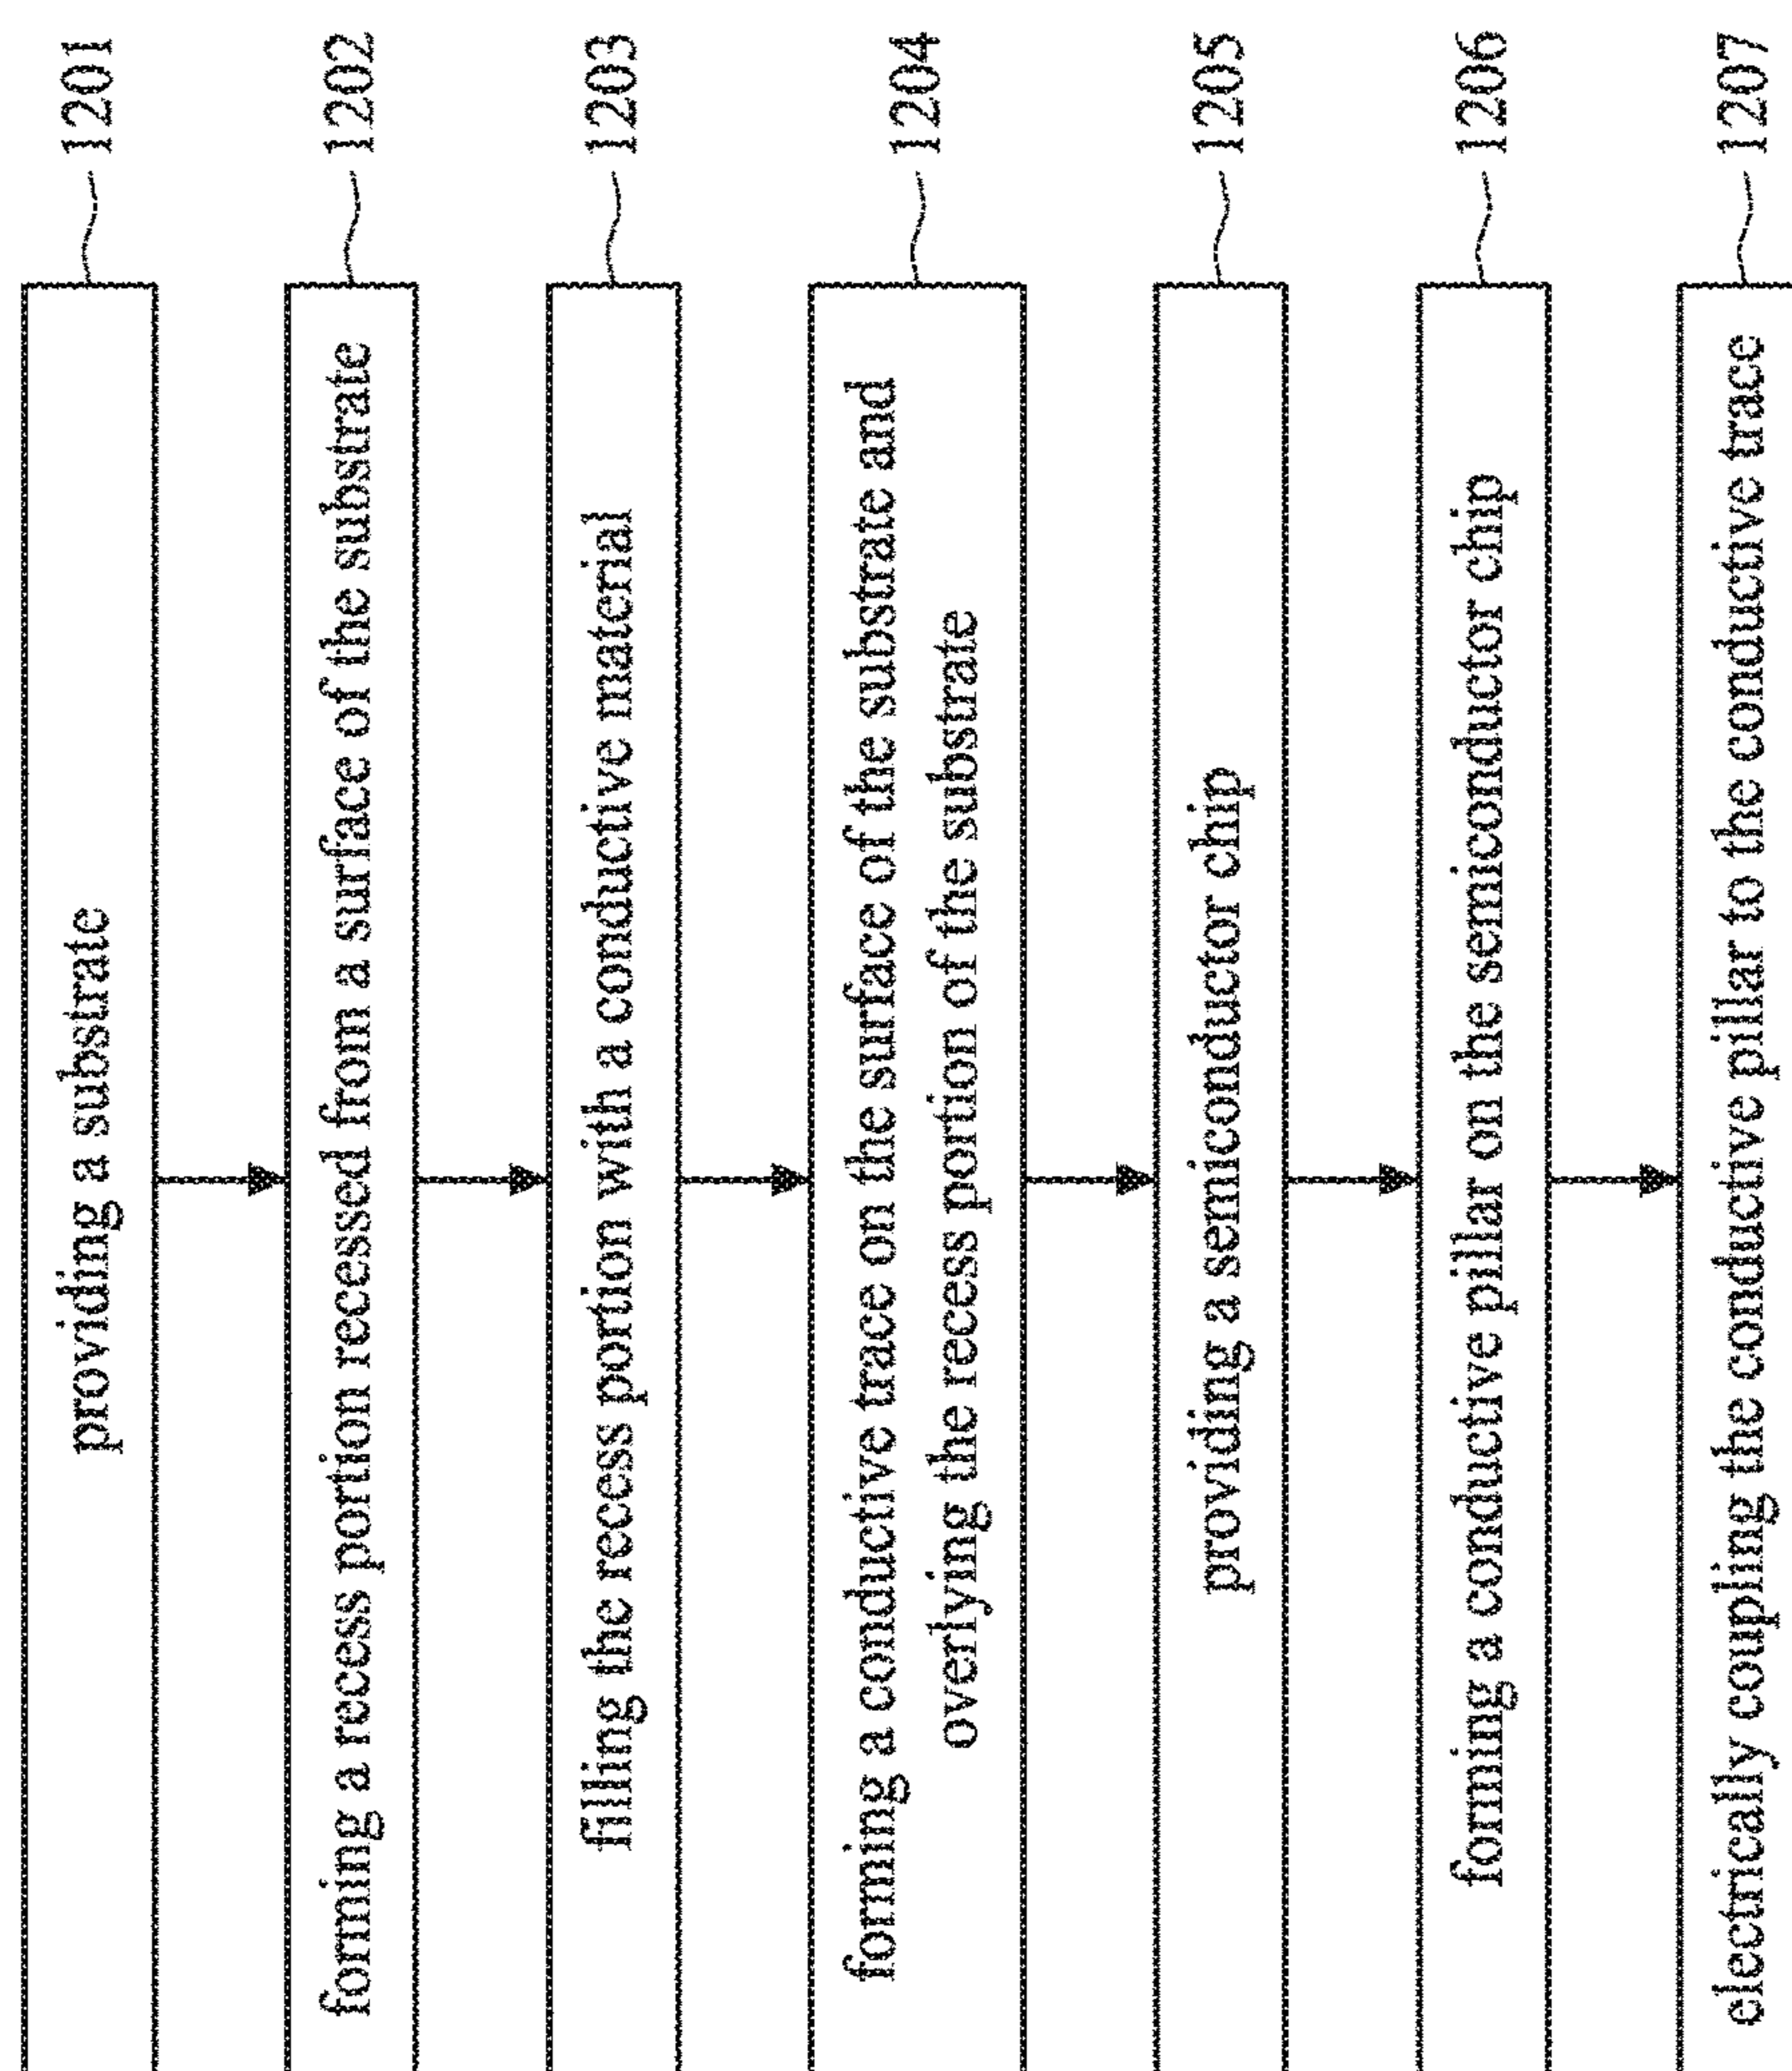 providing a substrate
1201
forming a recess portion recessed from a surface of the substrate
1202
filling the recess portion with a conductive material
1203
forming a conductive trace on the surface of the substrate and
overlying the recess portion of the substrate
1204
providing a semiconductor chip
1205
forming a conductive pillar on the semiconductor chip
1206
electrically coupling the conductive pillar to the conductive trace
1207